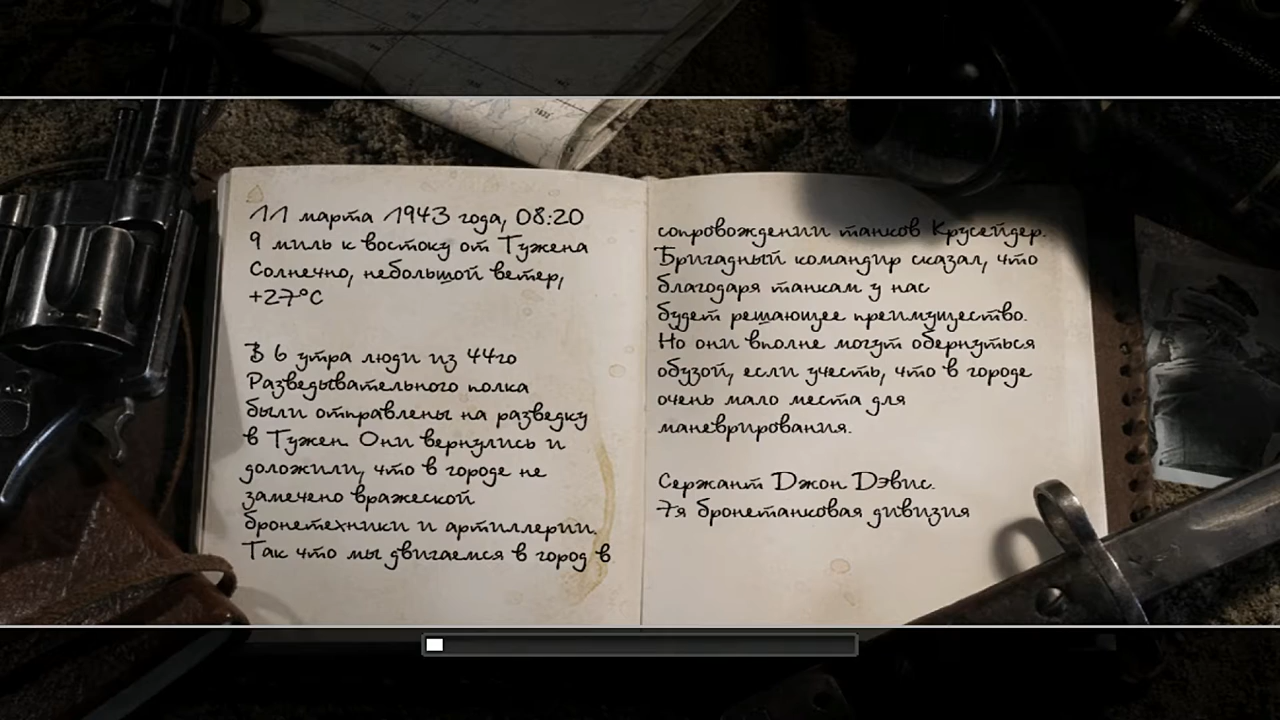 11 марта 1943 года, 08:20
9 миль к востоку от Тужена
Солнечно, небольшой ветер,
+27°C
В 6 утра люди из 44го
Разведывательного полка
были отправлены на разведку
в Тужен. Они вернулись и
доложили, что в городе не
замечено вражеской
бронетехники и артиллерии.
Так что мы двигаемся в город в
сопровождении танков Крусейдер.
Бригадный командир сказал, что
благодаря танкам у нас
будет решающее преимущество.
Но они вполне могут обернуться
обузой, если учесть, что в городе
очень мало места для
маневрирования.
Сержант Джон Дэвис.
7я бронетанковая дивизия